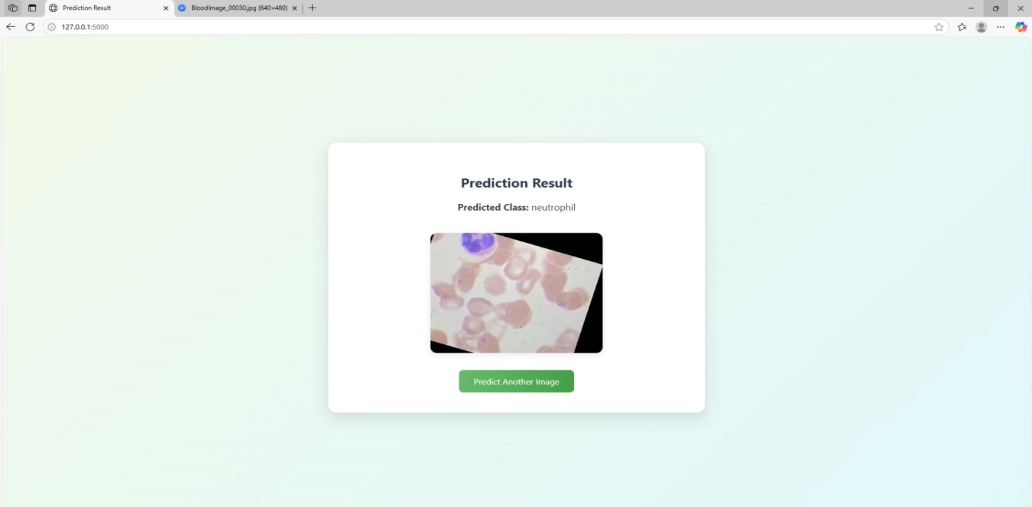 Prediction Result
BloodImage_00030.jpg (640×480)
127.0.0.1:5000
Prediction Result
Predicted Class: neutrophil
Predict Another Image